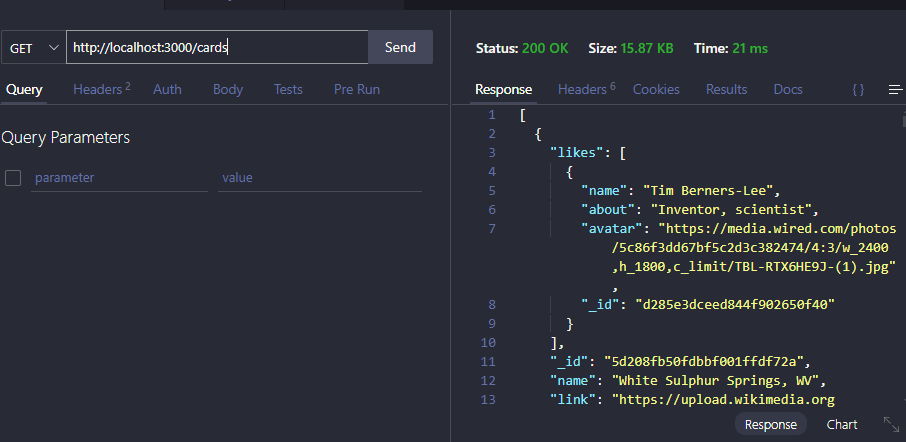 GET http://localhost:3000/cards Send
Query Headers 2 Auth Body Tests Pre Run
Query Parameters
parameter value
Status: 200 OK Size: 15.87 KB Time: 21 ms
Response Headers 6 Cookies Results Docs { }
1 [
2 {
3 "likes": [
4 {
5 "name": "Tim Berners-Lee",
6 "about": "Inventor, scientist",
7 "avatar": "https://media.wired.com/photos
/5c86f3dd67bf5c2d3c382474/4:3/w_2400
,h_1800,c_limit/TBL-RTX6HE9J-(1).jpg"
,
8 "_id": "d285e3dceed844f902650f40"
9 }
10 ],
11 "_id": "5d208fb50fdbbf001ffdf72a",
12 "name": "White Sulphur Springs, WV",
13 "link": "https://upload.wikimedia.org
Response Chart